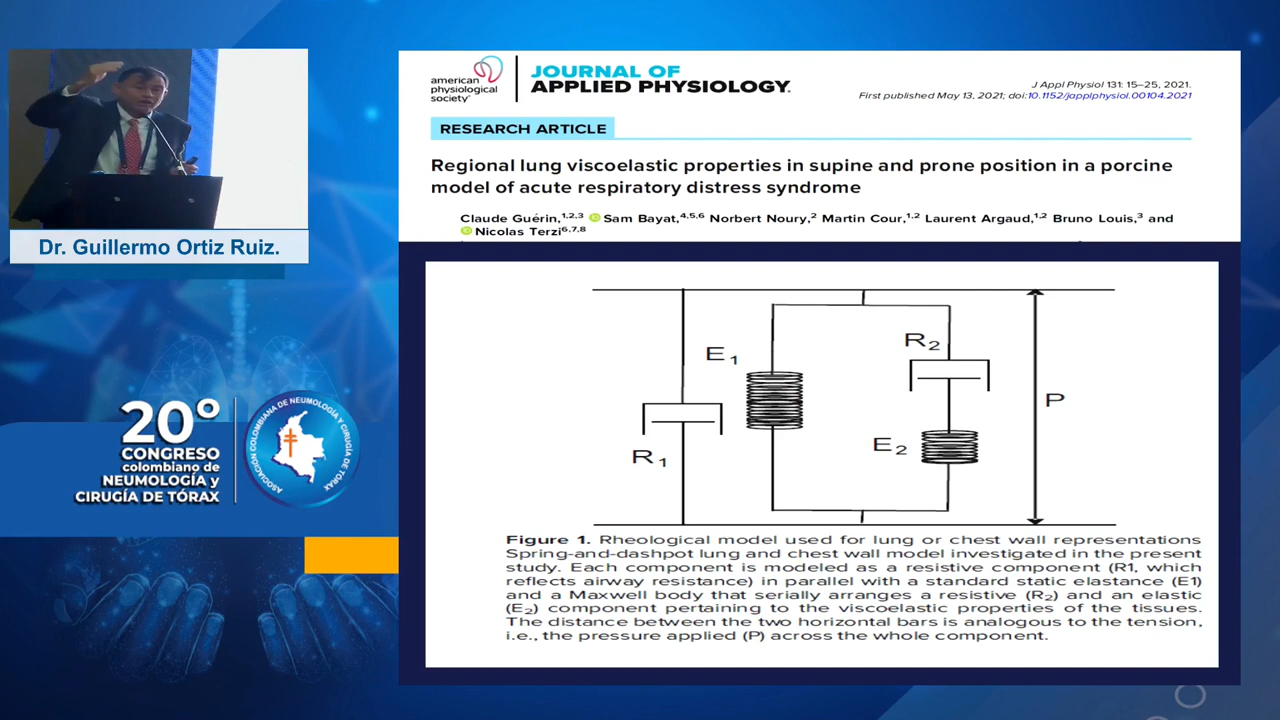 Dr. Guillermo Ortiz Ruiz.
20º
CONGRESO
colombiano de
NEUMOLOGÍA y
CIRUGÍA DE TÓRAX
ASOCIACIÓN COLOMBIANA DE NEUMOLOGÍA Y CIRUGÍA DE TÓRAX
american
physiological
society
JOURNAL OF
APPLIED PHYSIOLOGY.
J Appl Physiol 131: 15–25, 2021.
First published May 13, 2021; doi:10.1152/japplphysiol.00104.2021
RESEARCH ARTICLE
Regional lung viscoelastic properties in supine and prone position in a porcine
model of acute respiratory distress syndrome
Claude Guérin,1,2,3 Sam Bayat,4,5,6 Norbert Noury,2 Martin Cour,1,2 Laurent Argaud,1,2 Bruno Louis,3 and
Nicolas Terzi6,7,8
R2
E1
P
E2
R1
Figure 1. Rheological model used for lung or chest wall representations
Spring-and-dashpot lung and chest wall model investigated in the present
study. Each component is modeled as a resistive component (R1, which
reflects airway resistance) in parallel with a standard static elastance (E1)
and a Maxwell body that serially arranges a resistive (R2) and an elastic
(E2) component pertaining to the viscoelastic properties of the tissues.
The distance between the two horizontal bars is analogous to the tension,
i.e., the pressure applied (P) across the whole component.